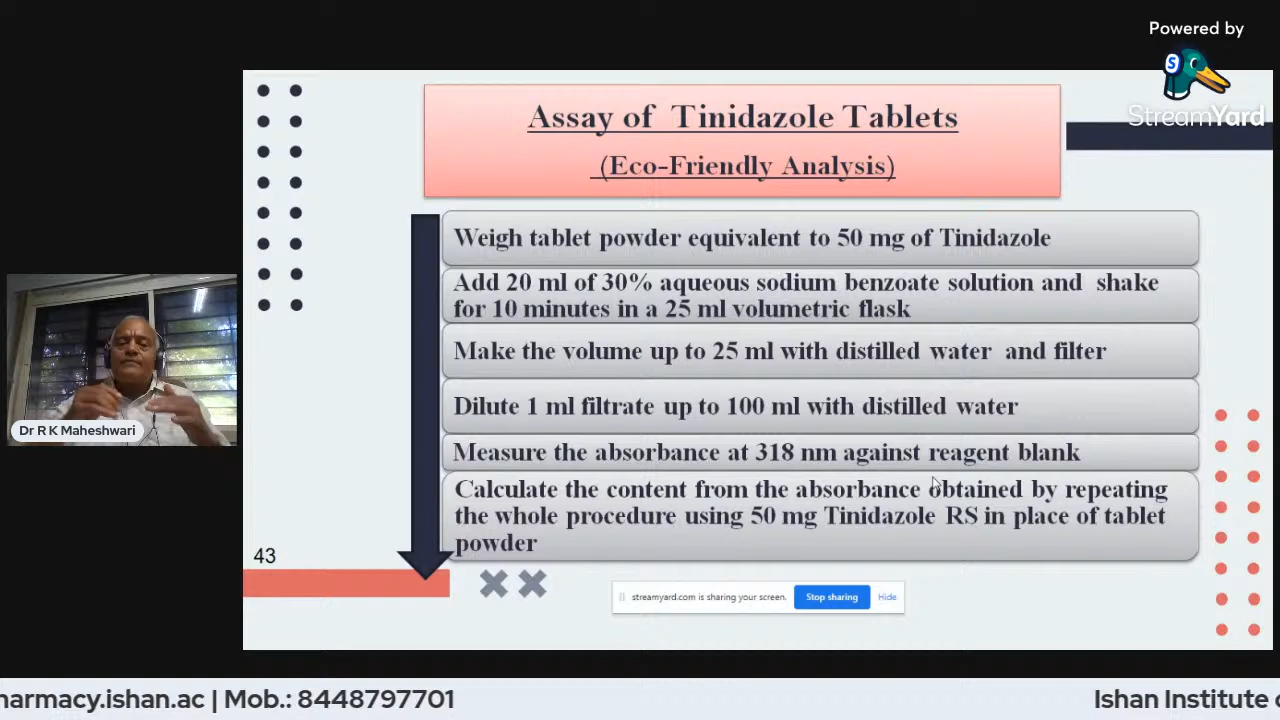 Powered by
S
StreamYard
Assay of Tinidazole Tablets
(Eco-Friendly Analysis)
Weigh tablet powder equivalent to 50 mg of Tinidazole
Add 20 ml of 30% aqueous sodium benzoate solution and shake
for 10 minutes in a 25 ml volumetric flask
Make the volume up to 25 ml with distilled water and filter
Dilute 1 ml filtrate up to 100 ml with distilled water
Measure the absorbance at 318 nm against reagent blank
Calculate the content from the absorbance obtained by repeating
the whole procedure using 50 mg Tinidazole RS in place of tablet
powder
Dr R K Maheshwari
43
streamyard.com is sharing your screen.
Stop sharing
Hide
harmacy.ishan.ac | Mob.: 8448797701
Ishan Institute